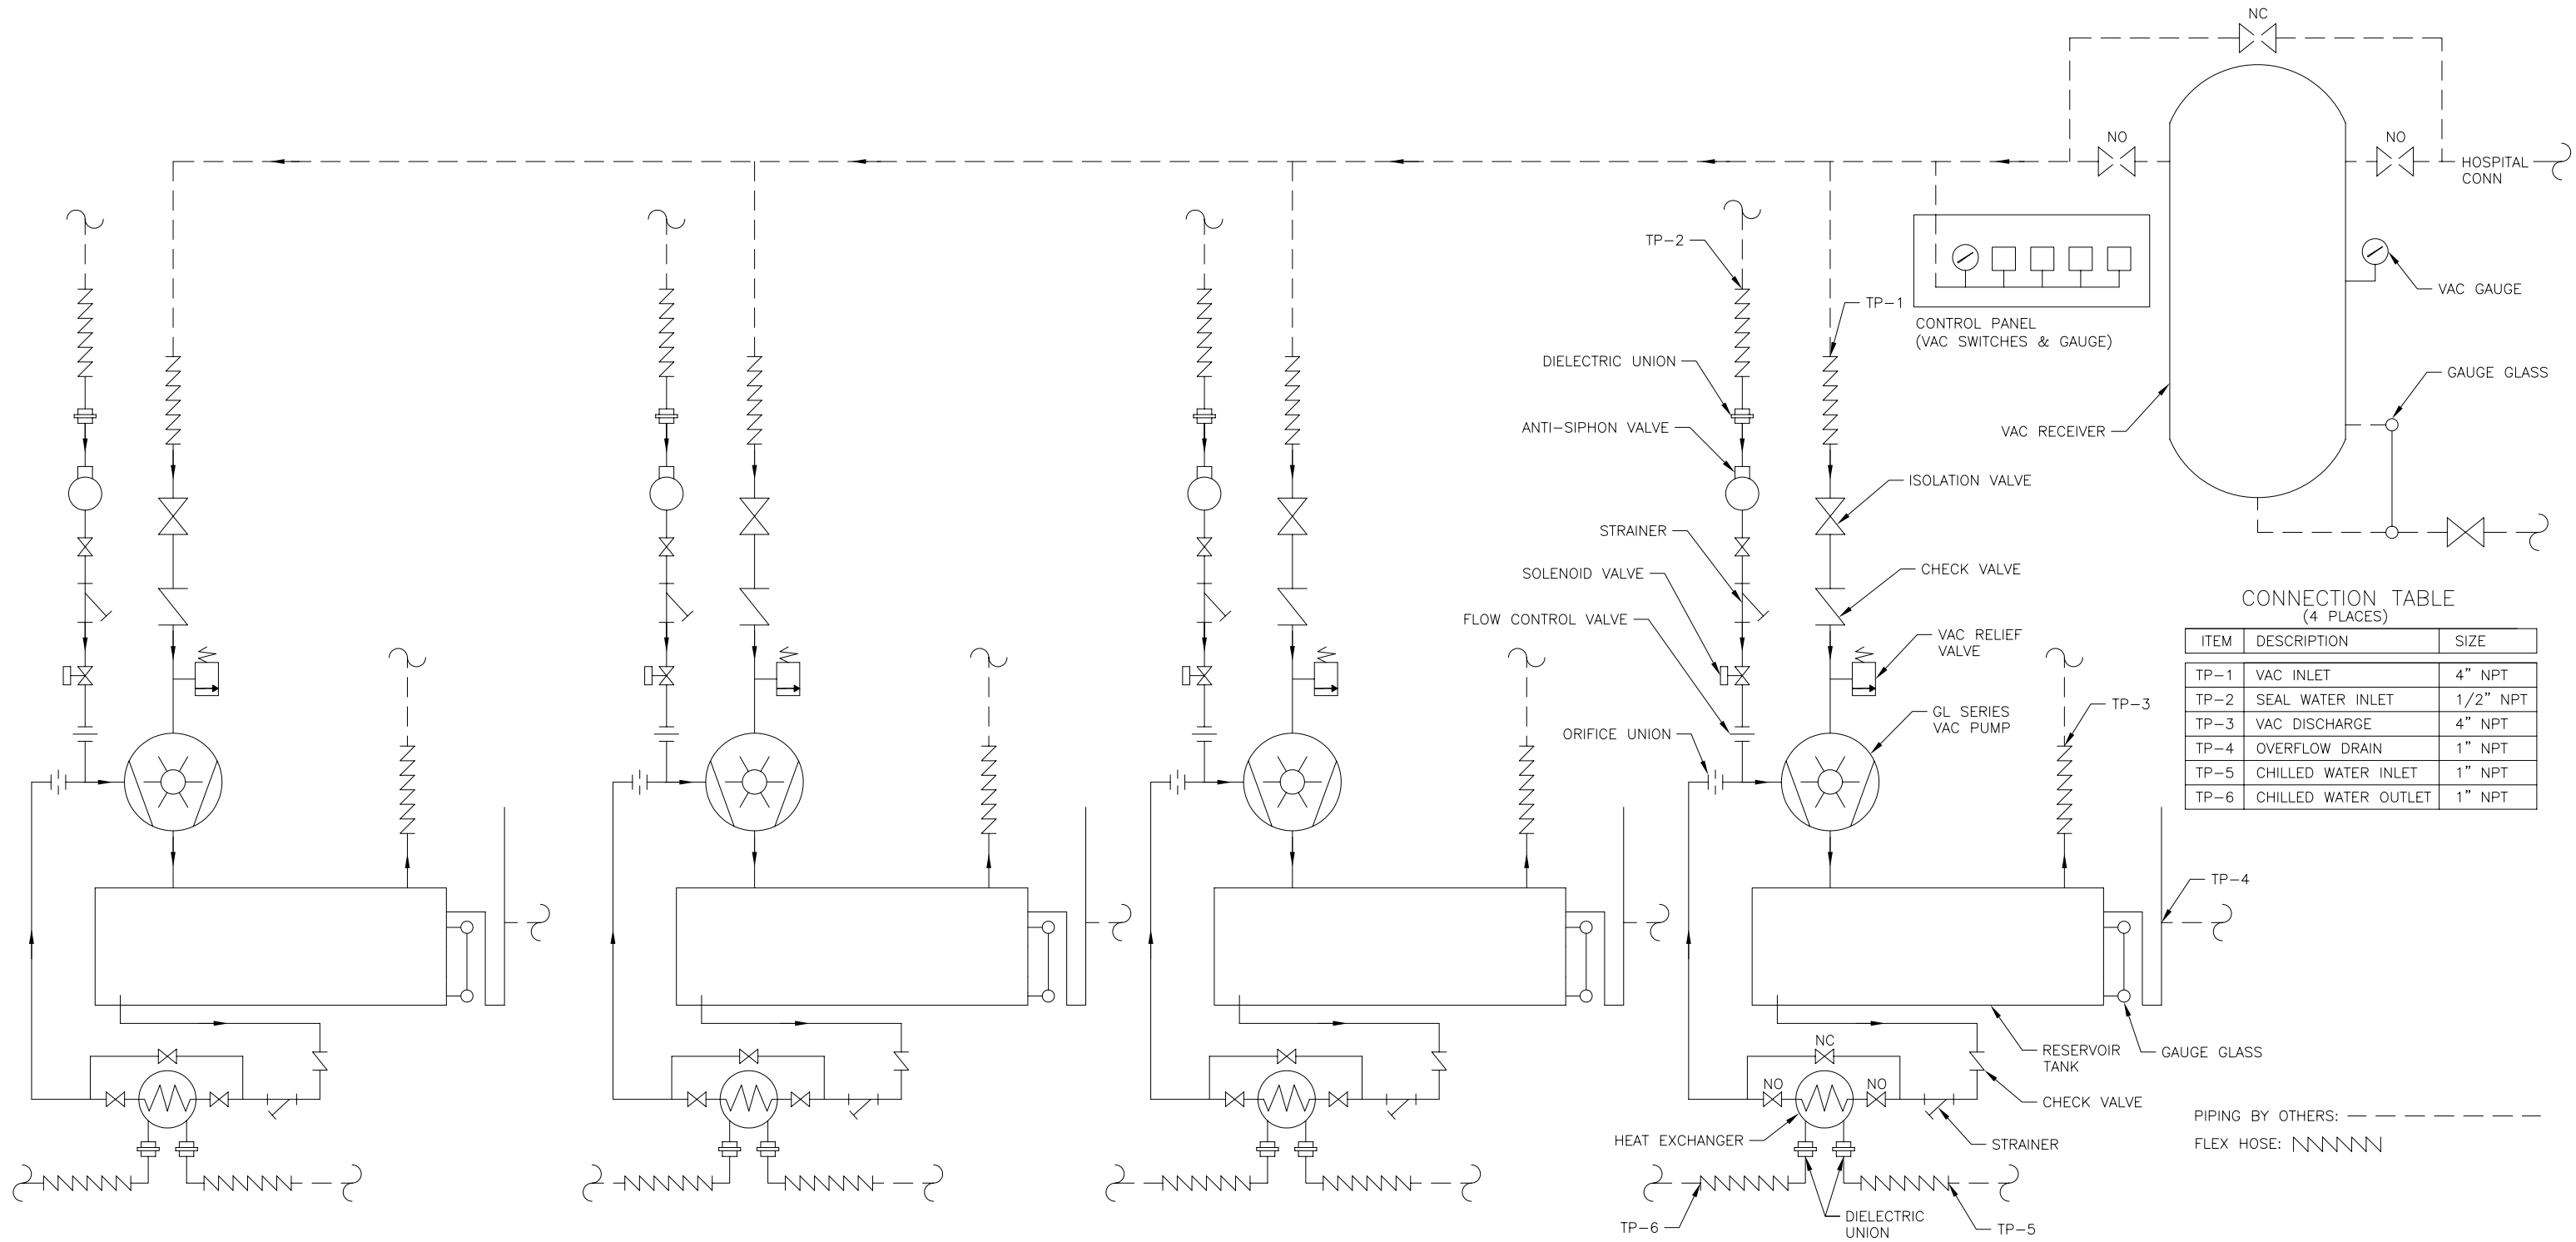 NC
NO
NO
HOSPITAL
CONN
TP-2
VAC GAUGE
TP-1
CONTROL PANEL
(VAC SWITCHES & GAUGE)
DIELECTRIC UNION
GAUGE GLASS
ANTI-SIPHON VALVE
VAC RECEIVER
ISOLATION VALVE
STRAINER
SOLENOID VALVE
CHECK VALVE
FLOW CONTROL VALVE
VAC RELIEF
VALVE
CONNECTION TABLE
(4 PLACES)
ITEM DESCRIPTION SIZE
TP-1 VAC INLET 4" NPT
TP-2 SEAL WATER INLET 1/2" NPT
TP-3 VAC DISCHARGE 4" NPT
TP-4 OVERFLOW DRAIN 1" NPT
TP-5 CHILLED WATER INLET 1" NPT
TP-6 CHILLED WATER OUTLET 1" NPT
TP-3
GL SERIES
VAC PUMP
ORIFICE UNION
TP-4
NC
NO
NO
RESERVOIR
TANK
GAUGE GLASS
CHECK VALVE
HEAT EXCHANGER
STRAINER
PIPING BY OTHERS:
FLEX HOSE:
TP-6
DIELECTRIC
UNION
TP-5